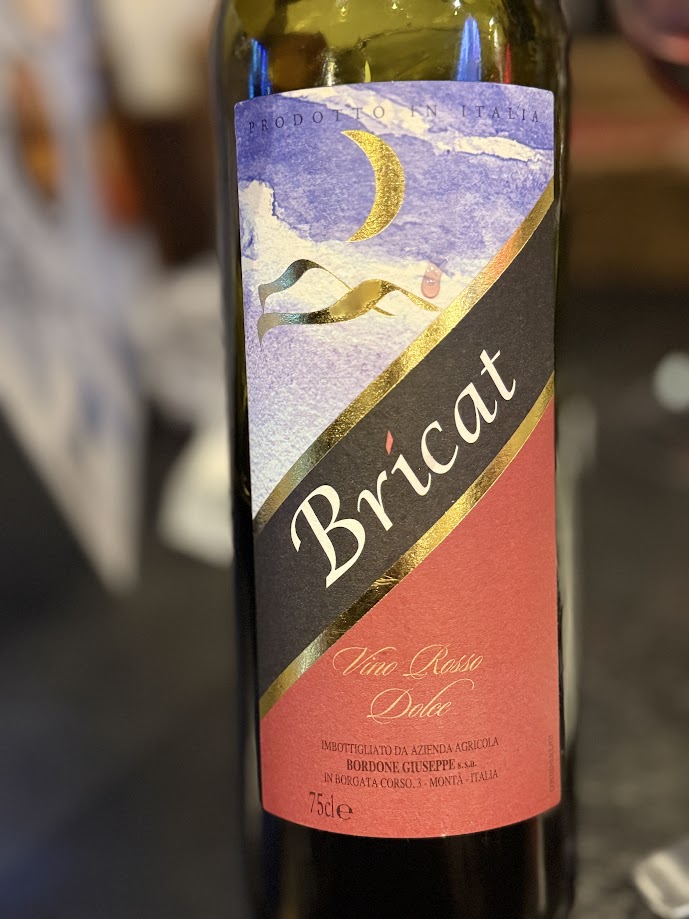 PRODOTTO IN ITALIA
Bricat
Vino Rosso
Dolce
IMBOTTIGLIATO DA AZIENDA AGRICOLA
BORDONE GIUSEPPE s.s.a.
IN BORGATA CORSO, 3 - MONTÀ - ITALIA
75cl e